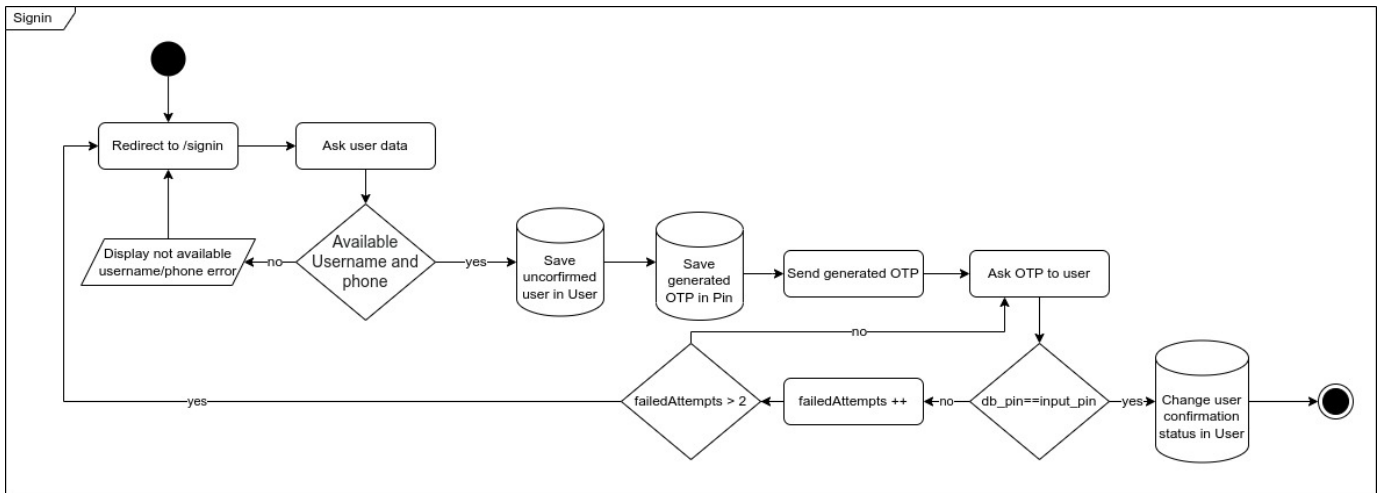 Signin
Redirect to /signin
Ask user data
Display not available
username/phone error
no
Available
Username and
phone
yes
Save
uncorfirmed
user in User
Save
generated
OTP in Pin
Send generated OTP
Ask OTP to user
no
yes
failedAttempts > 2
failedAttempts ++
no
db_pin==input_pin
yes
Change user
confirmation
status in User